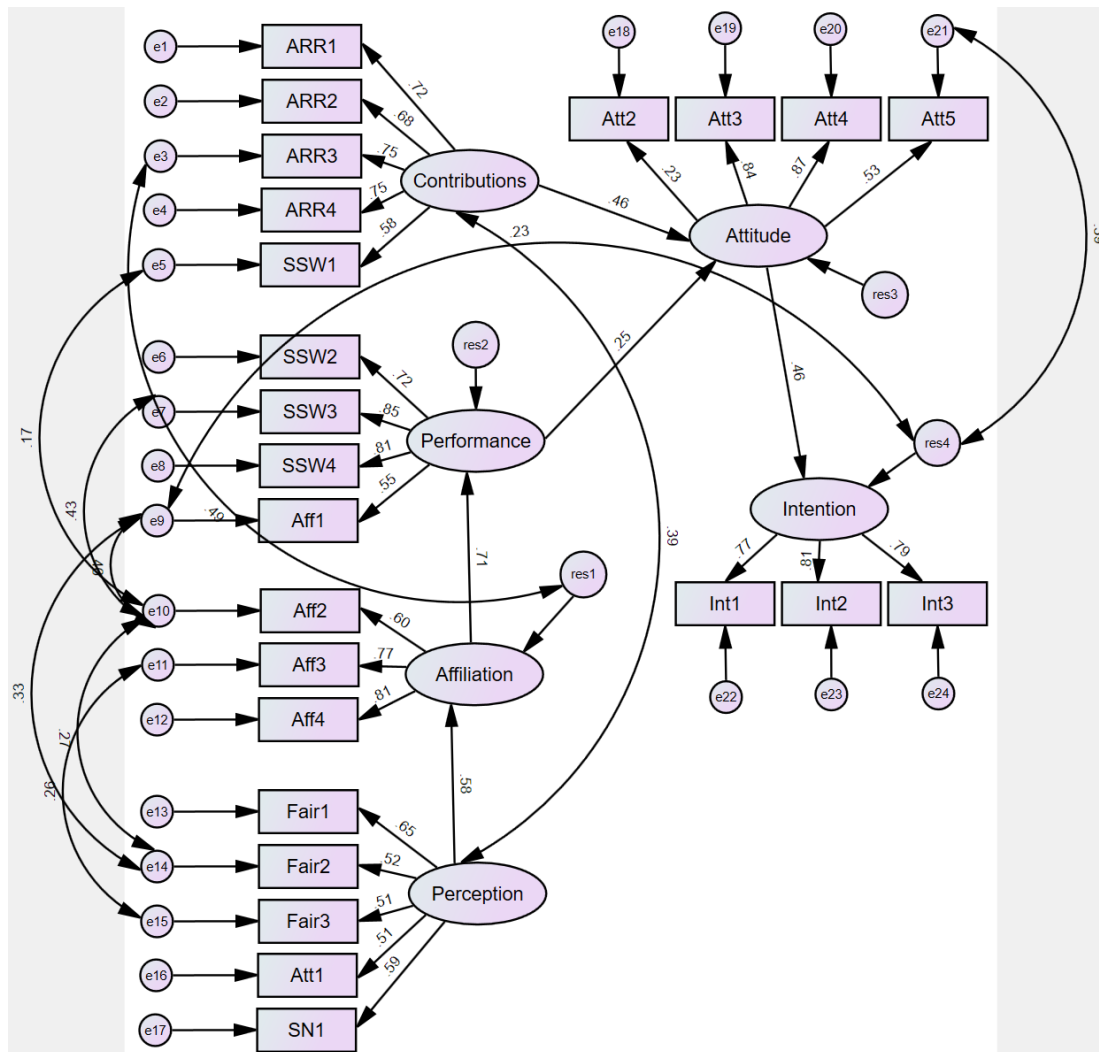 e1
ARR1
e2
ARR2
e3
ARR3
e4
ARR4
e5
SSW1
.72
.68
.75
.75
.58
Contributions
.46
e18
e19
e20
e21
Att2
Att3
Att4
Att5
.23
.84
.87
.53
Attitude
res3
.23
.39
.25
.46
e6
SSW2
e7
SSW3
e8
SSW4
e9
Aff1
res2
.72
.85
.81
.55
Performance
.17
.43
.49
.71
res4
Intention
.77
.81
.79
Int1
Int2
Int3
e22
e23
e24
res1
e10
Aff2
e11
Aff3
e12
Aff4
.60
.77
.81
Affiliation
.33
.27
.26
.58
e13
Fair1
e14
Fair2
e15
Fair3
e16
Att1
e17
SN1
.65
.52
.51
.51
.59
Perception